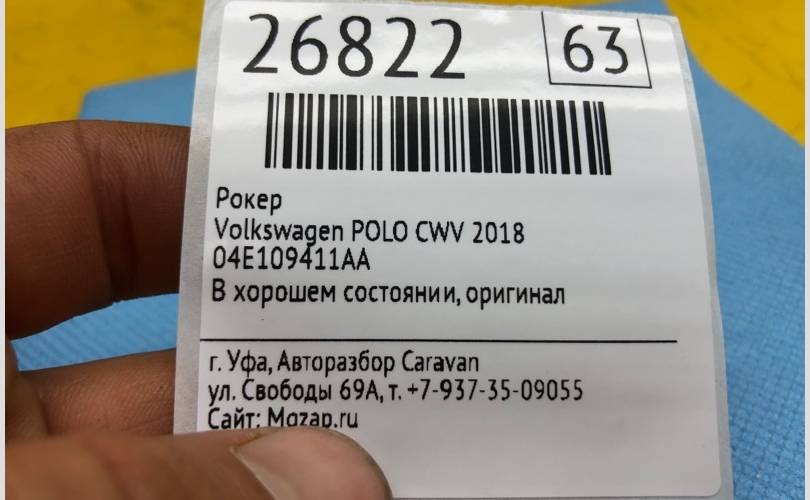 26822
63
Рокер
Volkswagen POLO CWV 2018
04E109411AA
В хорошем состоянии, оригинал
г. Уфа, Авторазбор Caravan
ул. Свободы 69А, т. +7-937-35-09055
Сайт: Mqzap.ru